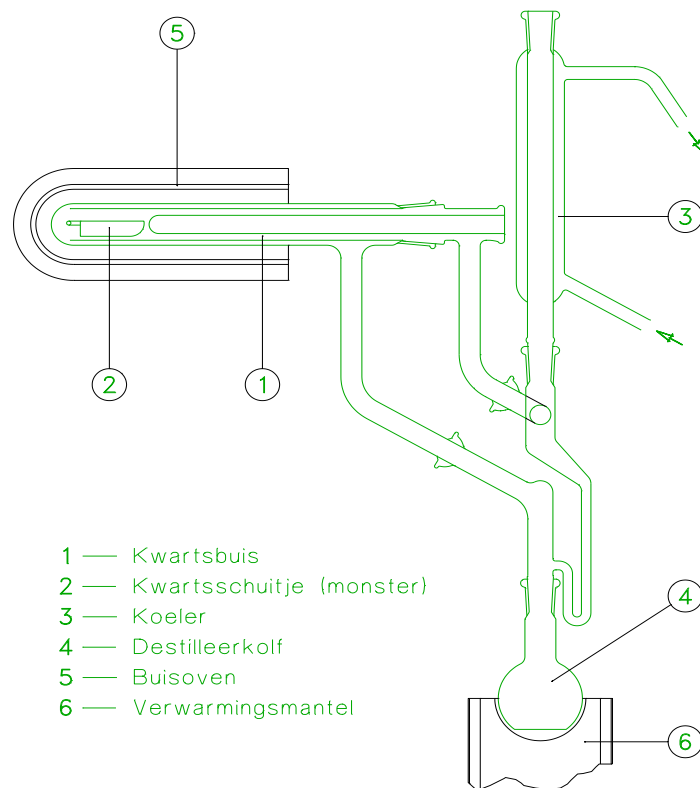 5
3
2
1
1 — Kwartsbuis
2 — Kwartsschuitje (monster)
3 — Koeler
4 — Destilleerkolf
5 — Buisoven
6 — Verwarmingsmantel
4
6